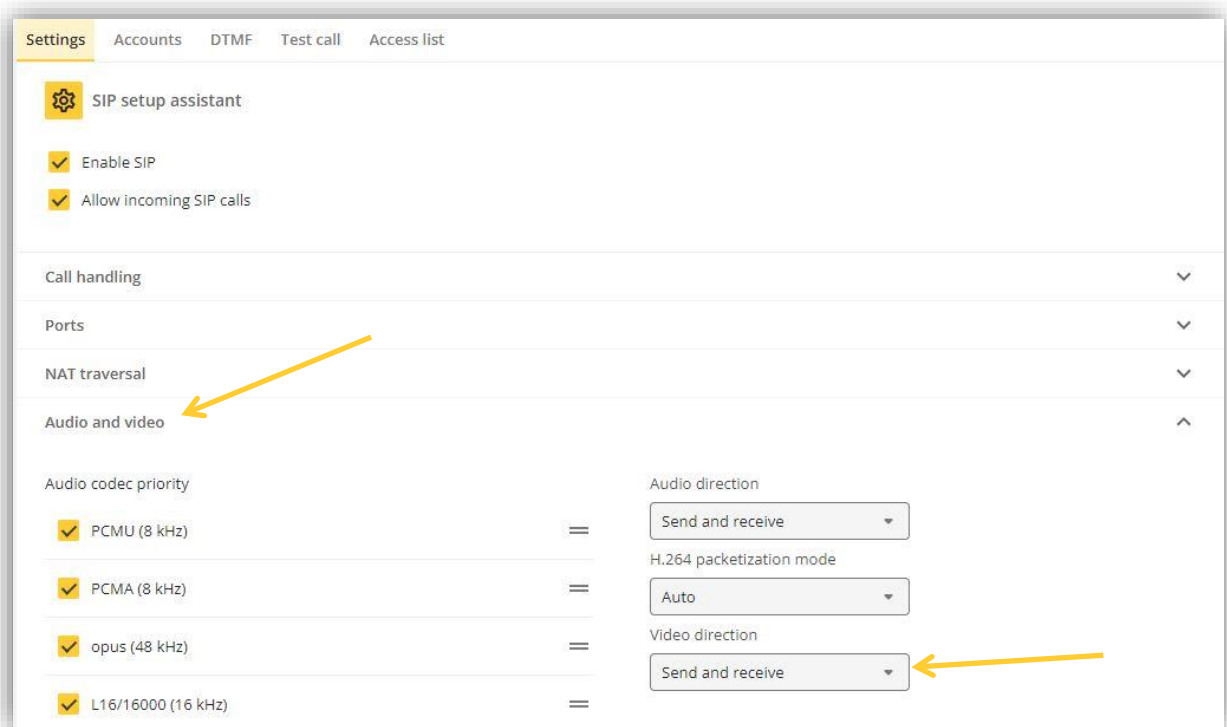 Settings Accounts DTMF Test call Access list
SIP setup assistant
Enable SIP
Allow incoming SIP calls
Call handling
Ports
NAT traversal
Audio and video
Audio codec priority
PCMU (8 kHz)
PCMA (8 kHz)
opus (48 kHz)
L16/16000 (16 kHz)
Audio direction
Send and receive
H.264 packetization mode
Auto
Video direction
Send and receive